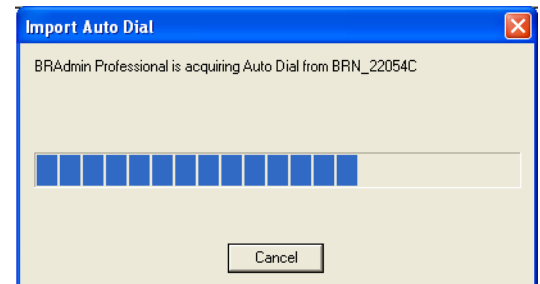 Import Auto Dial
BRAdmin Professional is acquiring Auto Dial from BRN_22054C
Cancel